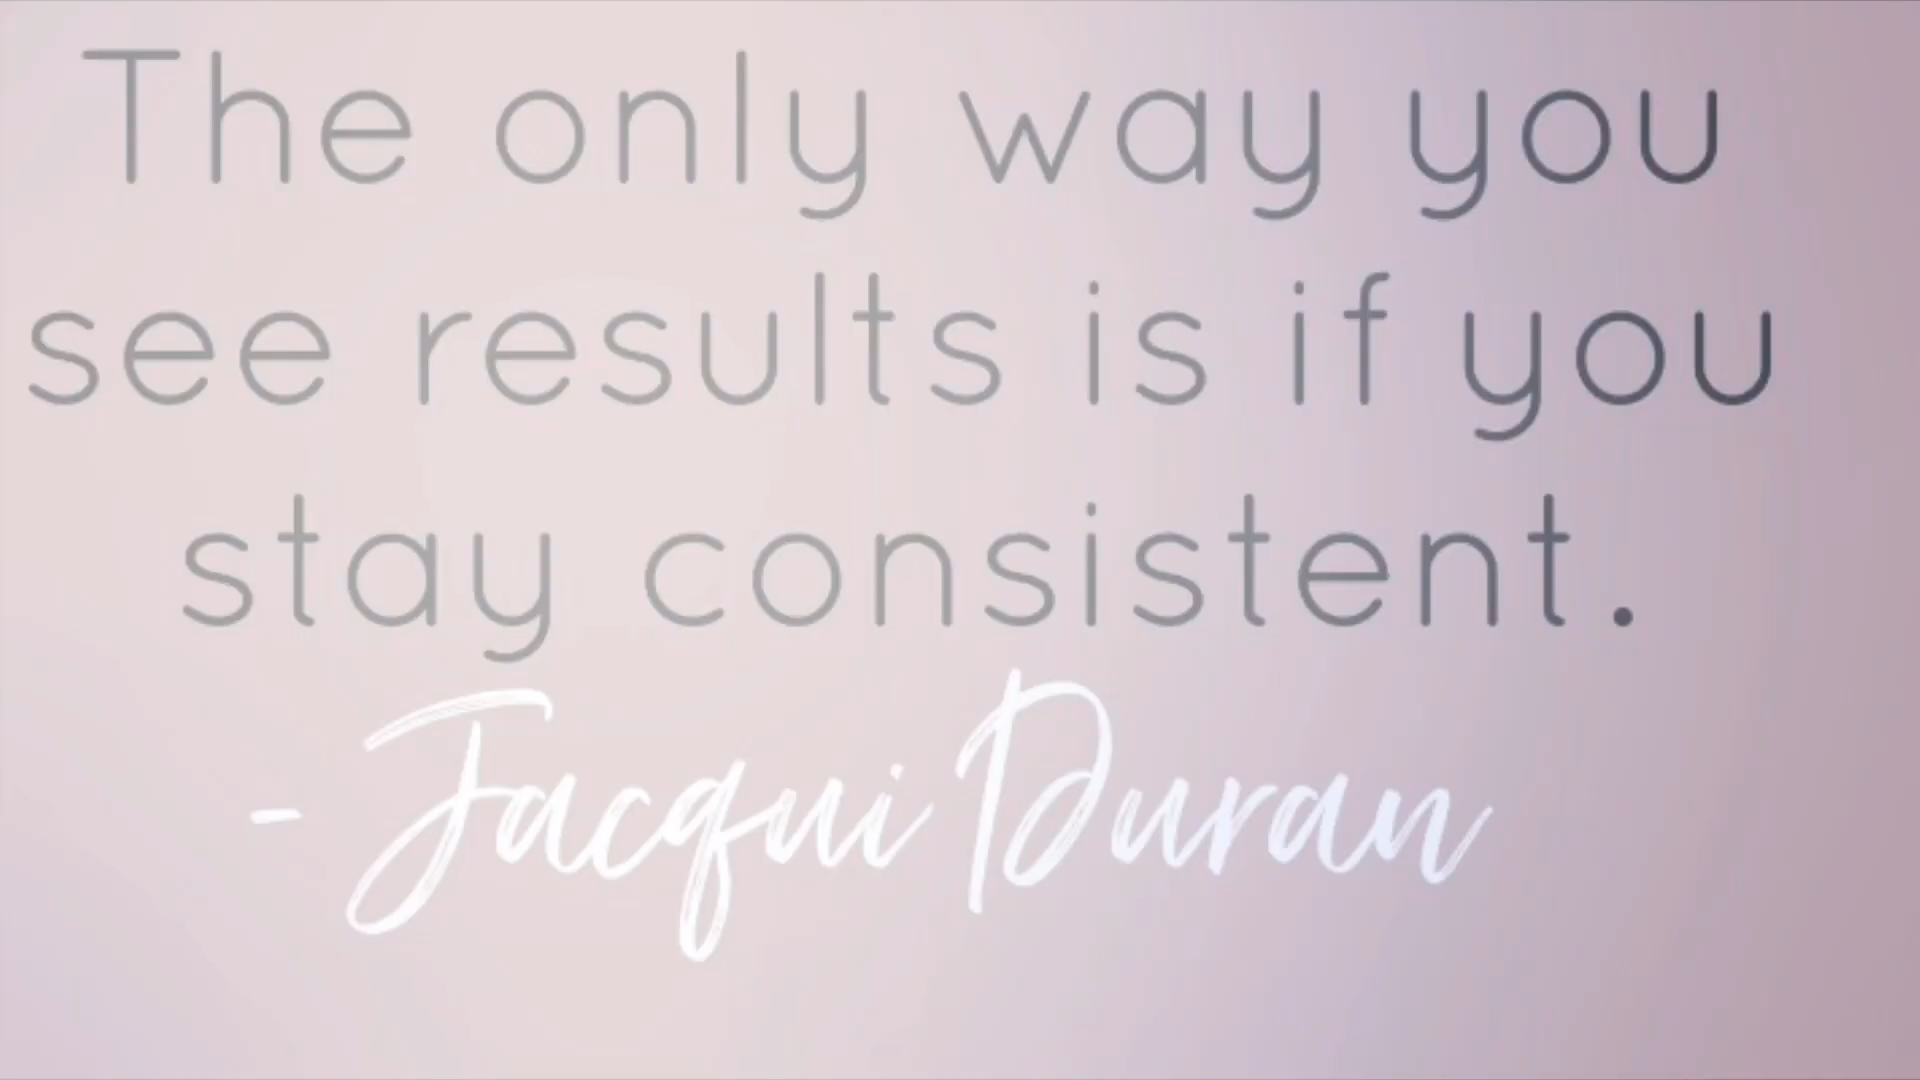 The only way you
see results is if you
stay consistent.
- Jacqui Duran